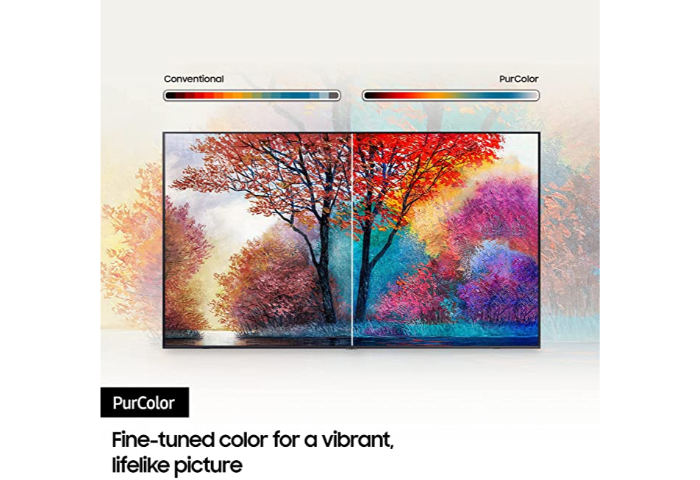 Conventional
PurColor
PurColor
Fine-tuned color for a vibrant,
lifelike picture